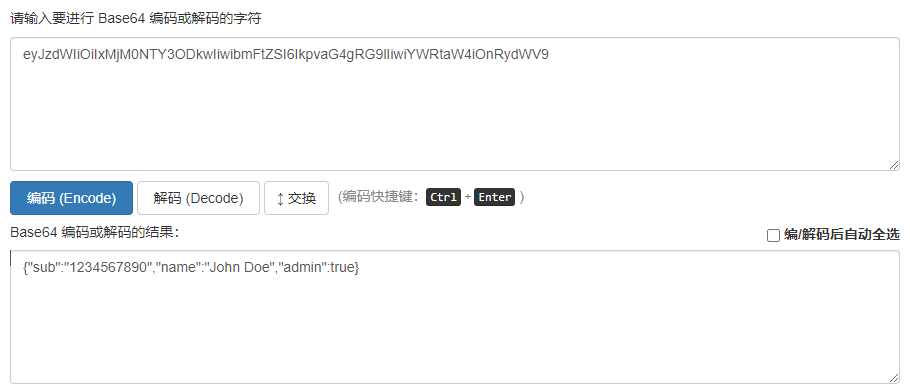 请输入要进行 Base64 编码或解码的字符
eyJzdWIiOiIxMjM0NTY3ODkwIiwibmFtZSI6IkpvaG4gRG9lIiwiYWRtaW4iOnRydWV9
编码 (Encode) 解码 (Decode) ↕ 交换 (编码快捷键： Ctrl + Enter )
Base64 编码或解码的结果： 编/解码后自动全选
{"sub":"1234567890","name":"John Doe","admin":true}